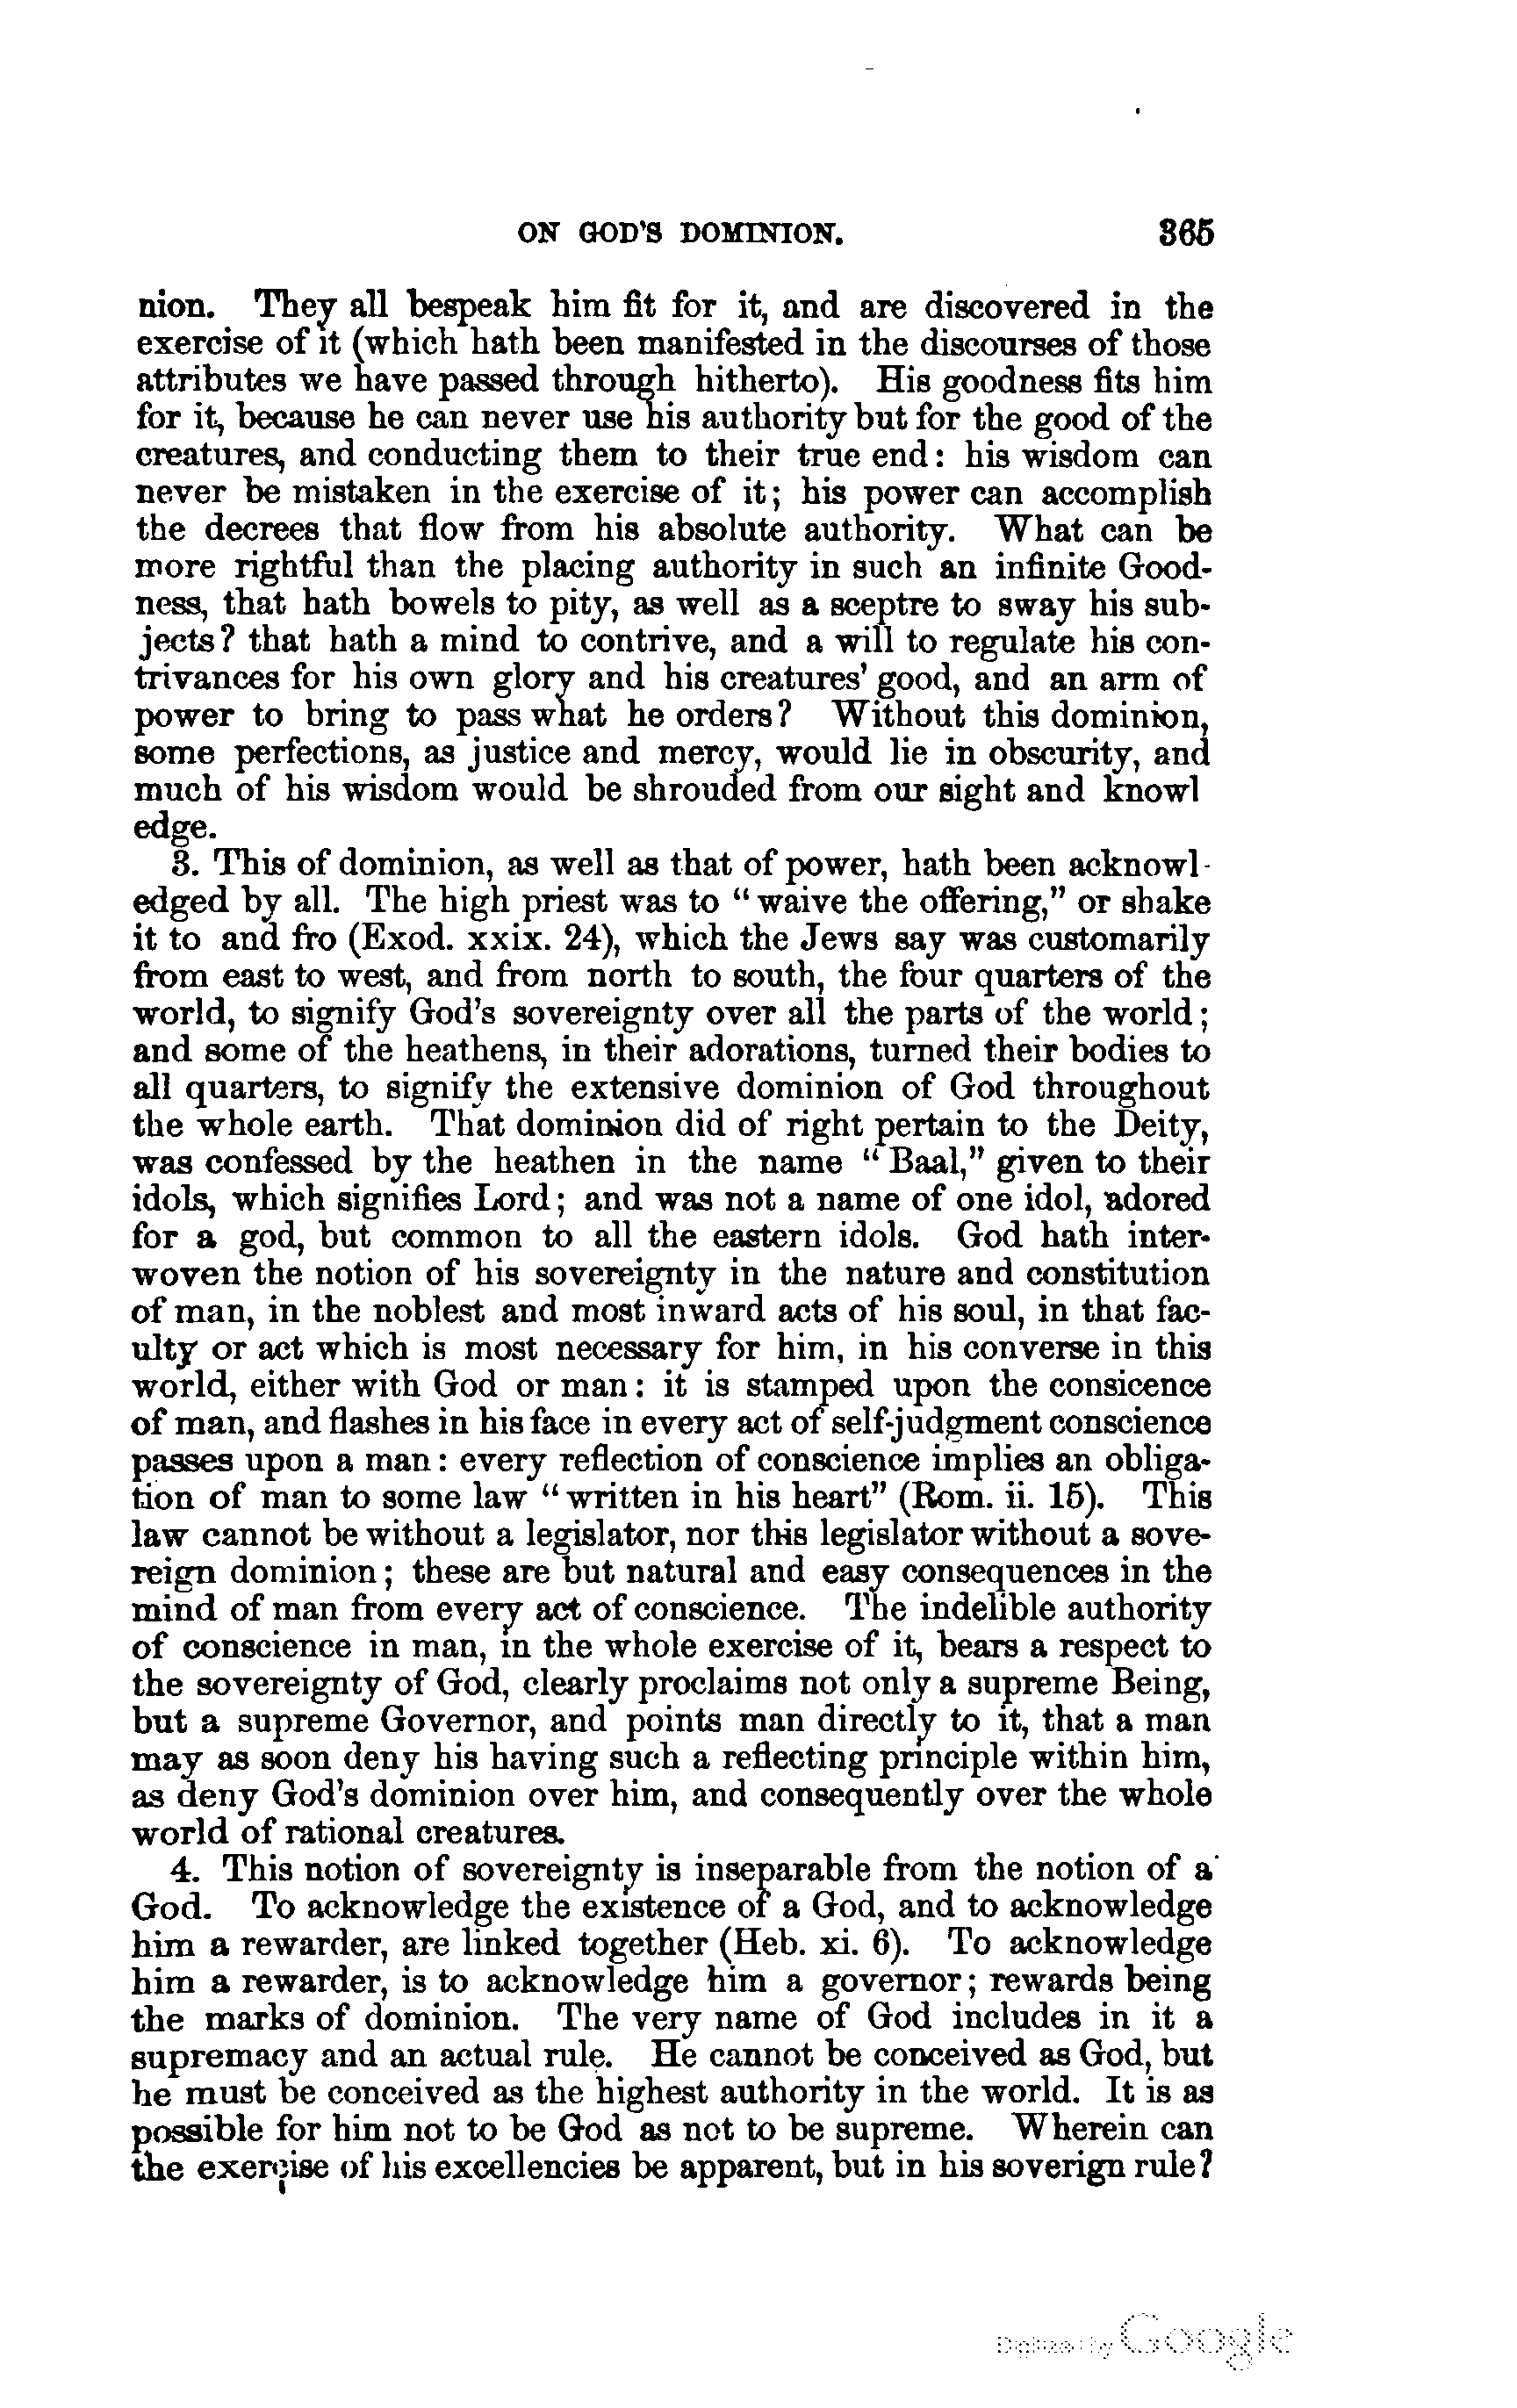 ON GOD'S DOMINION. 365
nion. They all bespeak him fit for it, and are discovered in the
exercise of it (which hath been manifested in the discourses of those
attributes we have passed through hitherto). His goodness fits him
for it, because he can never use his authority but for the good of the
creatures, and conducting them to their true end: his wisdom can
never be mistaken in the exercise of it; his power can accomplish
the decrees that flow from his absolute authority. What can be
more rightful than the placing authority in such an infinite Good-
ness, that hath bowels to pity, as well as a sceptre to sway his sub-
jects? that hath a mind to contrive, and a will to regulate his con-
trivances for his own glory and his creatures' good, and an arm of
power to bring to pass what he orders? Without this dominion,
some perfections, as justice and mercy, would lie in obscurity, and
much of his wisdom would be shrouded from our sight and knowl
edge.
3. This of dominion, as well as that of power, hath been acknowl-
edged by all. The high priest was to "waive the offering," or shake
it to and fro (Exod. xxix. 24), which the Jews say was customarily
from east to west, and from north to south, the four quarters of the
world, to signify God's sovereignty over all the parts of the world;
and some of the heathens, in their adorations, turned their bodies to
all quarters, to signify the extensive dominion of God throughout
the whole earth. That dominion did of right pertain to the Deity,
was confessed by the heathen in the name "Baal," given to their
idols, which signifies Lord; and was not a name of one idol, adored
for a god, but common to all the eastern idols. God hath inter-
woven the notion of his sovereignty in the nature and constitution
of man, in the noblest and most inward acts of his soul, in that fac-
ulty or act which is most necessary for him, in his converse in this
world, either with God or man: it is stamped upon the consicence
of man, and flashes in his face in every act of self-judgment conscience
passes upon a man: every reflection of conscience implies an obliga-
tion of man to some law "written in his heart" (Rom. ii. 15). This
law cannot be without a legislator, nor this legislator without a sove-
reign dominion; these are but natural and easy consequences in the
mind of man from every act of conscience. The indelible authority
of conscience in man, in the whole exercise of it, bears a respect to
the sovereignty of God, clearly proclaims not only a supreme Being,
but a supreme Governor, and points man directly to it, that a man
may as soon deny his having such a reflecting principle within him,
as deny God's dominion over him, and consequently over the whole
world of rational creatures.
4. This notion of sovereignty is inseparable from the notion of a
God. To acknowledge the existence of a God, and to acknowledge
him a rewarder, are linked together (Heb. xi. 6). To acknowledge
him a rewarder, is to acknowledge him a governor; rewards being
the marks of dominion. The very name of God includes in it a
supremacy and an actual rule. He cannot be conceived as God, but
he must be conceived as the highest authority in the world. It is as
possible for him not to be God as not to be supreme. Wherein can
the exercise of his excellencies be apparent, but in his soverign rule?
Digitized by Google